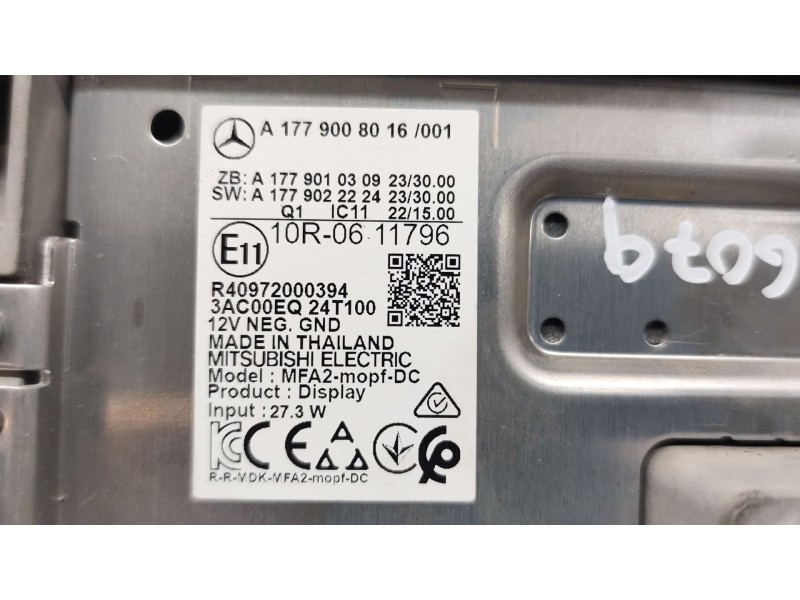 A 177 900 80 16 /001
ZB: A 177 901 03 09 23/30.00
SW: A 177 902 22 24 23/30.00
Q1 IC11 22/15.00
E11
10R-06 11796
R40972000394
3AC00EQ 24T100
12V NEG. GND
MADE IN THAILAND
MITSUBISHI ELECTRIC
Model : MFA2-mopf-DC
Product : Display
Input : 27.3 W
CE
R-R-MDK-MFA2-mopf-DC